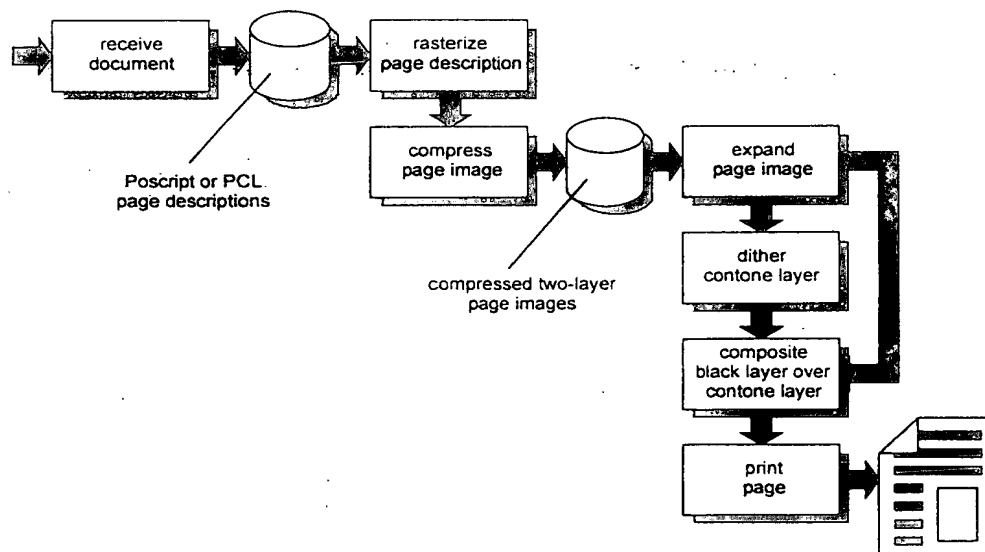 receive
document
rasterize
page description
compress
page image
expand
page image
Poscript or PCL
page descriptions
dither
contone layer
compressed two-layer
page images
composite
black layer over
contone layer
print
page